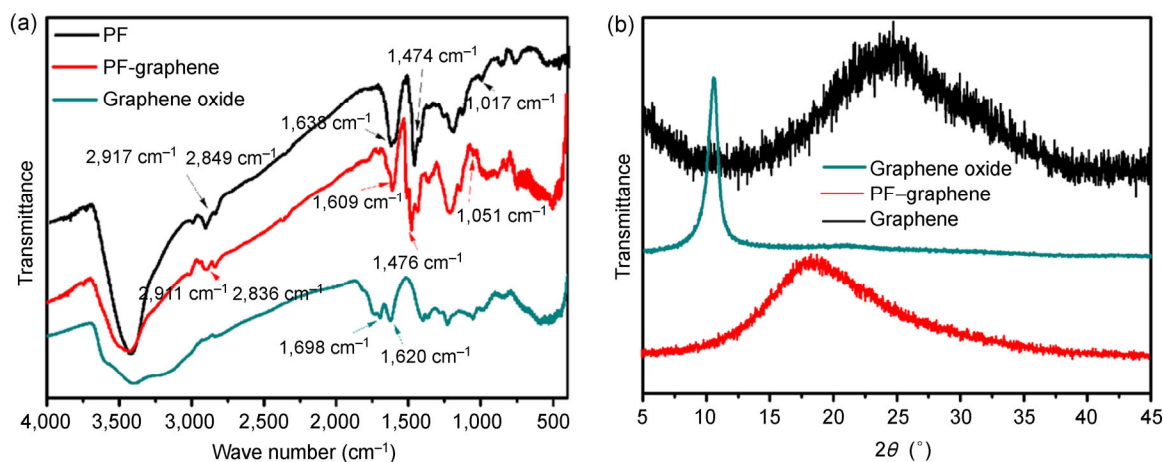 (a)
PF
PF-graphene
Graphene oxide
1,474 cm⁻¹
1,017 cm⁻¹
1,638 cm⁻¹
2,917 cm⁻¹
2,849 cm⁻¹
1,609 cm⁻¹
1,051 cm⁻¹
1,476 cm⁻¹
2,911 cm⁻¹
2,836 cm⁻¹
1,698 cm⁻¹
1,620 cm⁻¹
Transmittance
4,000 3,500 3,000 2,500 2,000 1,500 1,000 500
Wave number (cm⁻¹)
(b)
Graphene oxide
PF–graphene
Graphene
Transmittance
5 10 15 20 25 30 35 40 45
2θ (°)